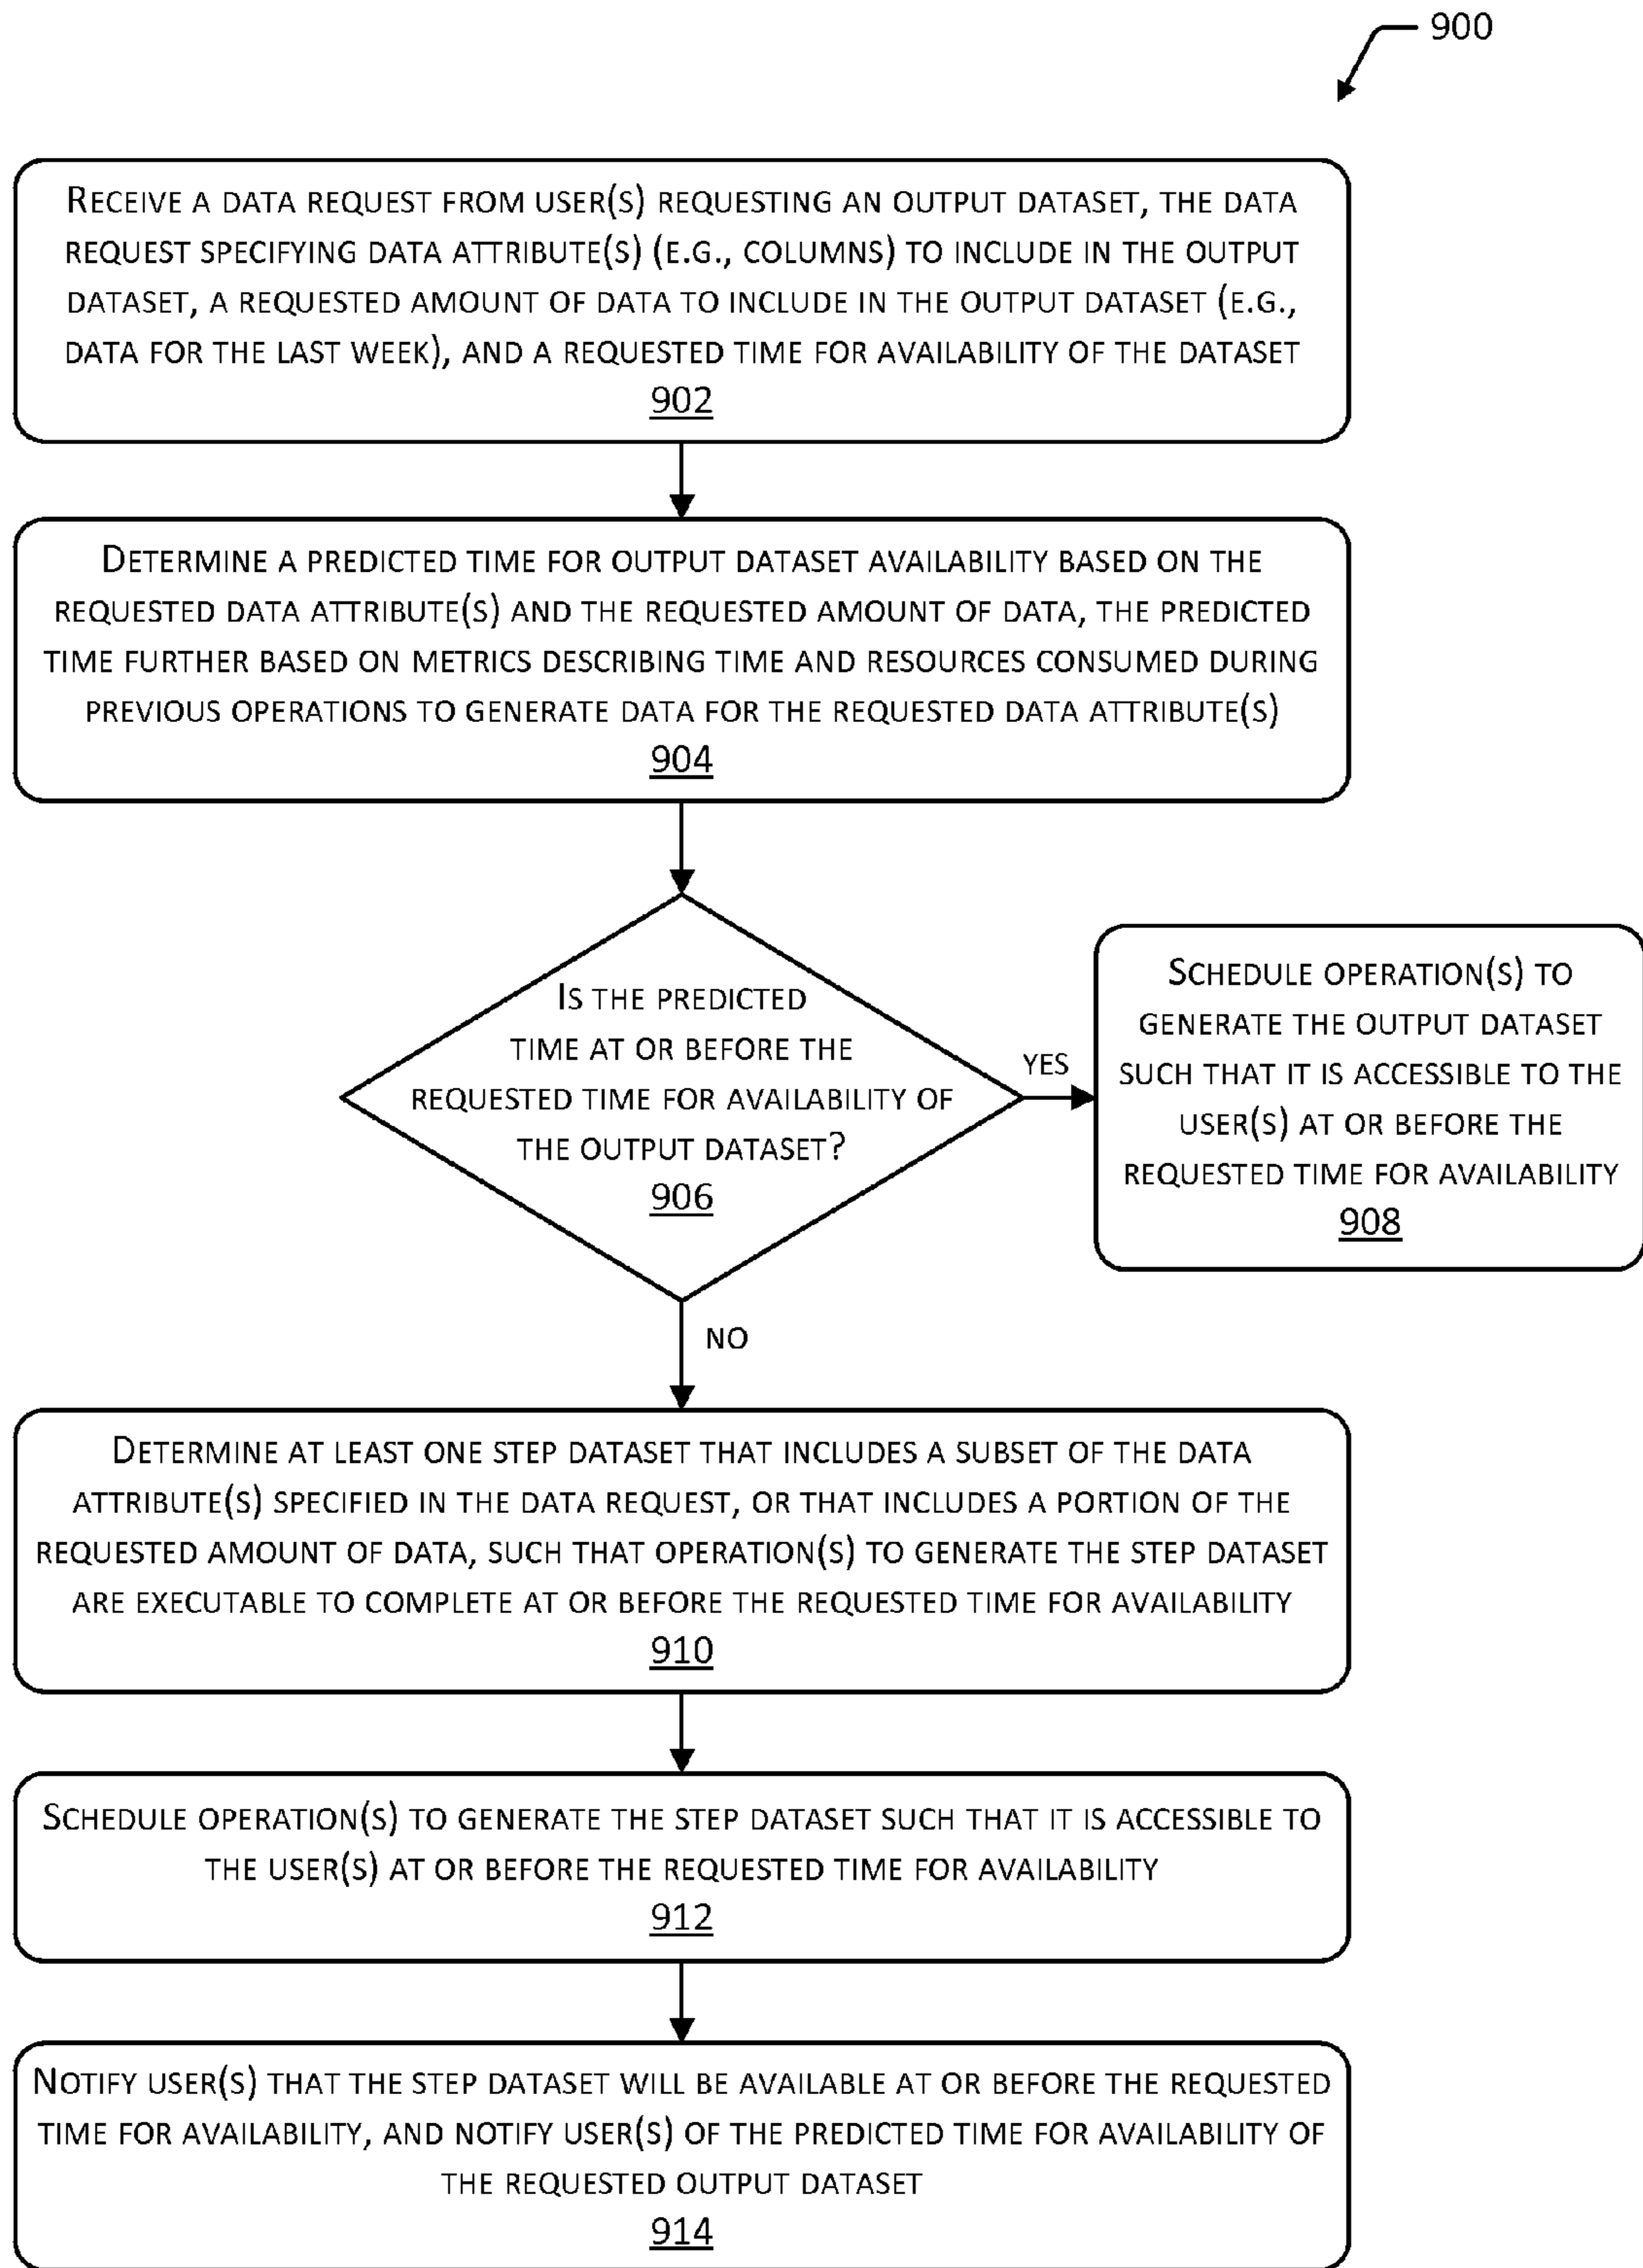 900
RECEIVE A DATA REQUEST FROM USER(S) REQUESTING AN OUTPUT DATASET, THE DATA
REQUEST SPECIFYING DATA ATTRIBUTE(S) (E.G., COLUMNS) TO INCLUDE IN THE OUTPUT
DATASET, A REQUESTED AMOUNT OF DATA TO INCLUDE IN THE OUTPUT DATASET (E.G.,
DATA FOR THE LAST WEEK), AND A REQUESTED TIME FOR AVAILABILITY OF THE DATASET
902
DETERMINE A PREDICTED TIME FOR OUTPUT DATASET AVAILABILITY BASED ON THE
REQUESTED DATA ATTRIBUTE(S) AND THE REQUESTED AMOUNT OF DATA, THE PREDICTED
TIME FURTHER BASED ON METRICS DESCRIBING TIME AND RESOURCES CONSUMED DURING
PREVIOUS OPERATIONS TO GENERATE DATA FOR THE REQUESTED DATA ATTRIBUTE(S)
904
IS THE PREDICTED
TIME AT OR BEFORE THE
REQUESTED TIME FOR AVAILABILITY OF
THE OUTPUT DATASET?
906
YES
SCHEDULE OPERATION(S) TO
GENERATE THE OUTPUT DATASET
SUCH THAT IT IS ACCESSIBLE TO THE
USER(S) AT OR BEFORE THE
REQUESTED TIME FOR AVAILABILITY
908
NO
DETERMINE AT LEAST ONE STEP DATASET THAT INCLUDES A SUBSET OF THE DATA
ATTRIBUTE(S) SPECIFIED IN THE DATA REQUEST, OR THAT INCLUDES A PORTION OF THE
REQUESTED AMOUNT OF DATA, SUCH THAT OPERATION(S) TO GENERATE THE STEP DATASET
ARE EXECUTABLE TO COMPLETE AT OR BEFORE THE REQUESTED TIME FOR AVAILABILITY
910
SCHEDULE OPERATION(S) TO GENERATE THE STEP DATASET SUCH THAT IT IS ACCESSIBLE TO
THE USER(S) AT OR BEFORE THE REQUESTED TIME FOR AVAILABILITY
912
NOTIFY USER(S) THAT THE STEP DATASET WILL BE AVAILABLE AT OR BEFORE THE REQUESTED
TIME FOR AVAILABILITY, AND NOTIFY USER(S) OF THE PREDICTED TIME FOR AVAILABILITY OF
THE REQUESTED OUTPUT DATASET
914